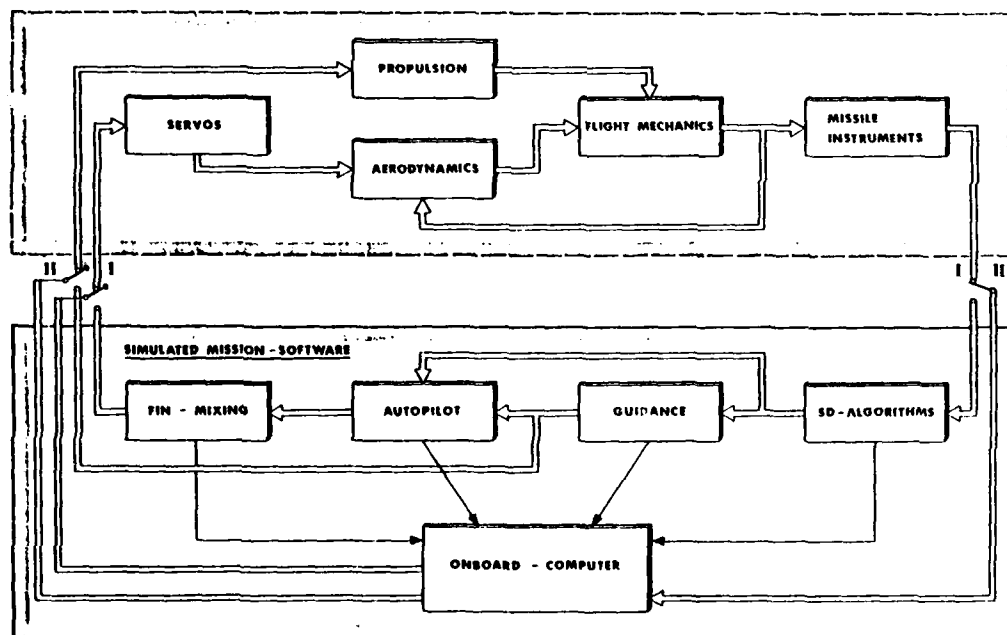 PROPULSION
SERVOS
AERODYNAMICS
FLIGHT MECHANICS
MISSILE
INSTRUMENTS
II
I
I
II
SIMULATED MISSION - SOFTWARE
FIN - MIXING
AUTOPILOT
GUIDANCE
SD - ALGORITHMS
ONBOARD - COMPUTER